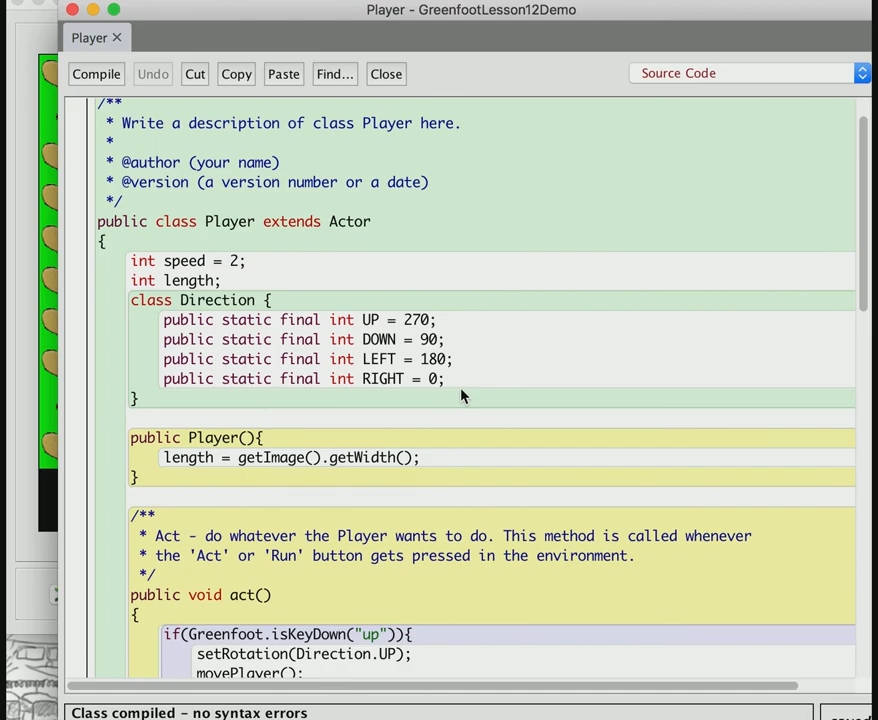 Player - GreenfootLesson12Demo
Player ✕
Compile Undo Cut Copy Paste Find... Close Source Code
/**
* Write a description of class Player here.
*
* @author (your name)
* @version (a version number or a date)
*/
public class Player extends Actor
{
int speed = 2;
int length;
class Direction {
public static final int UP = 270;
public static final int DOWN = 90;
public static final int LEFT = 180;
public static final int RIGHT = 0;
}
public Player(){
length = getImage().getWidth();
}
/**
* Act - do whatever the Player wants to do. This method is called whenever
* the 'Act' or 'Run' button gets pressed in the environment.
*/
public void act()
{
if(Greenfoot.isKeyDown("up")){
setRotation(Direction.UP);
movePlayer();
Class compiled - no syntax errors